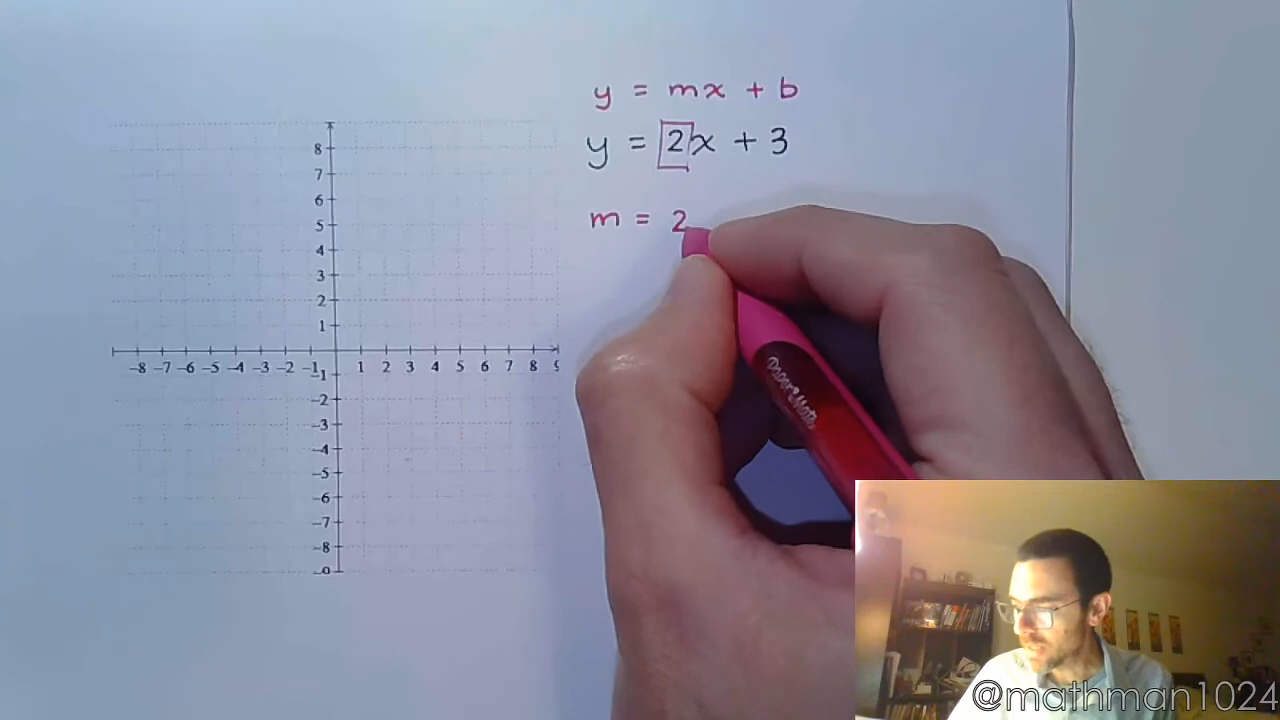 y = mx + b
y = 2x + 3
m = 2
8
7
6
5
4
3
2
1
-8 -7 -6 -5 -4 -3 -2 -1 1 2 3 4 5 6 7 8
-1
-2
-3
-4
-5
-6
-7
-8
PaperMate
@mathman1024